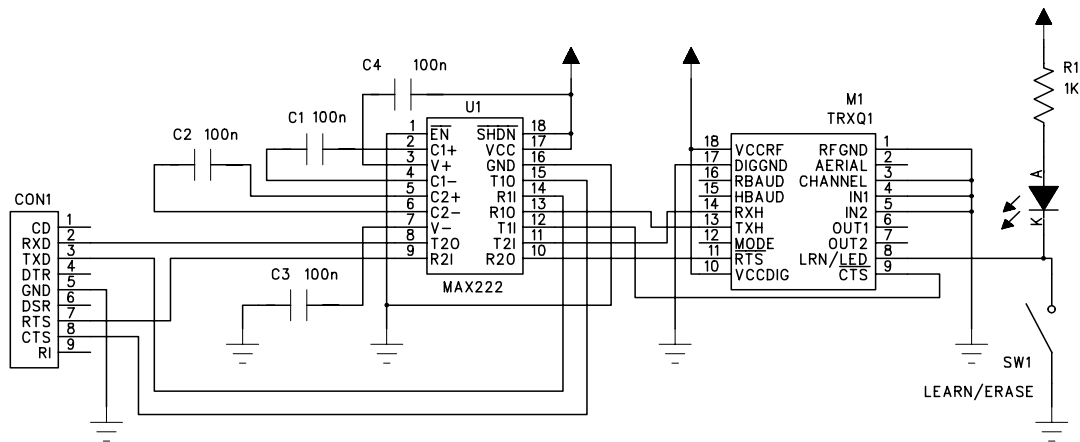 C4 100n
C1 100n
C2 100n
U1
1 EN SHDN 18
2 C1+ VCC 17
3 V+ GND 16
4 C1- T1O 15
5 C2+ R1I 14
6 C2- R1O 13
7 V- T1I 12
8 T2O T2I 11
9 R2I R2O 10
MAX222
C3 100n
CON1
CD 1
RXD 2
TXD 3
DTR 4
GND 5
DSR 6
RTS 7
CTS 8
RI 9
M1
TRXQ1
18 VCCRF RFGND 1
17 DIGGND AERIAL 2
16 RBAUD CHANNEL 3
15 HBAUD IN1 4
14 RXH IN2 5
13 TXH OUT1 6
12 MODE OUT2 7
11 RTS LRN/LED 8
10 VCCDIG CTS 9
R1
1K
A
K
SW1
LEARN/ERASE